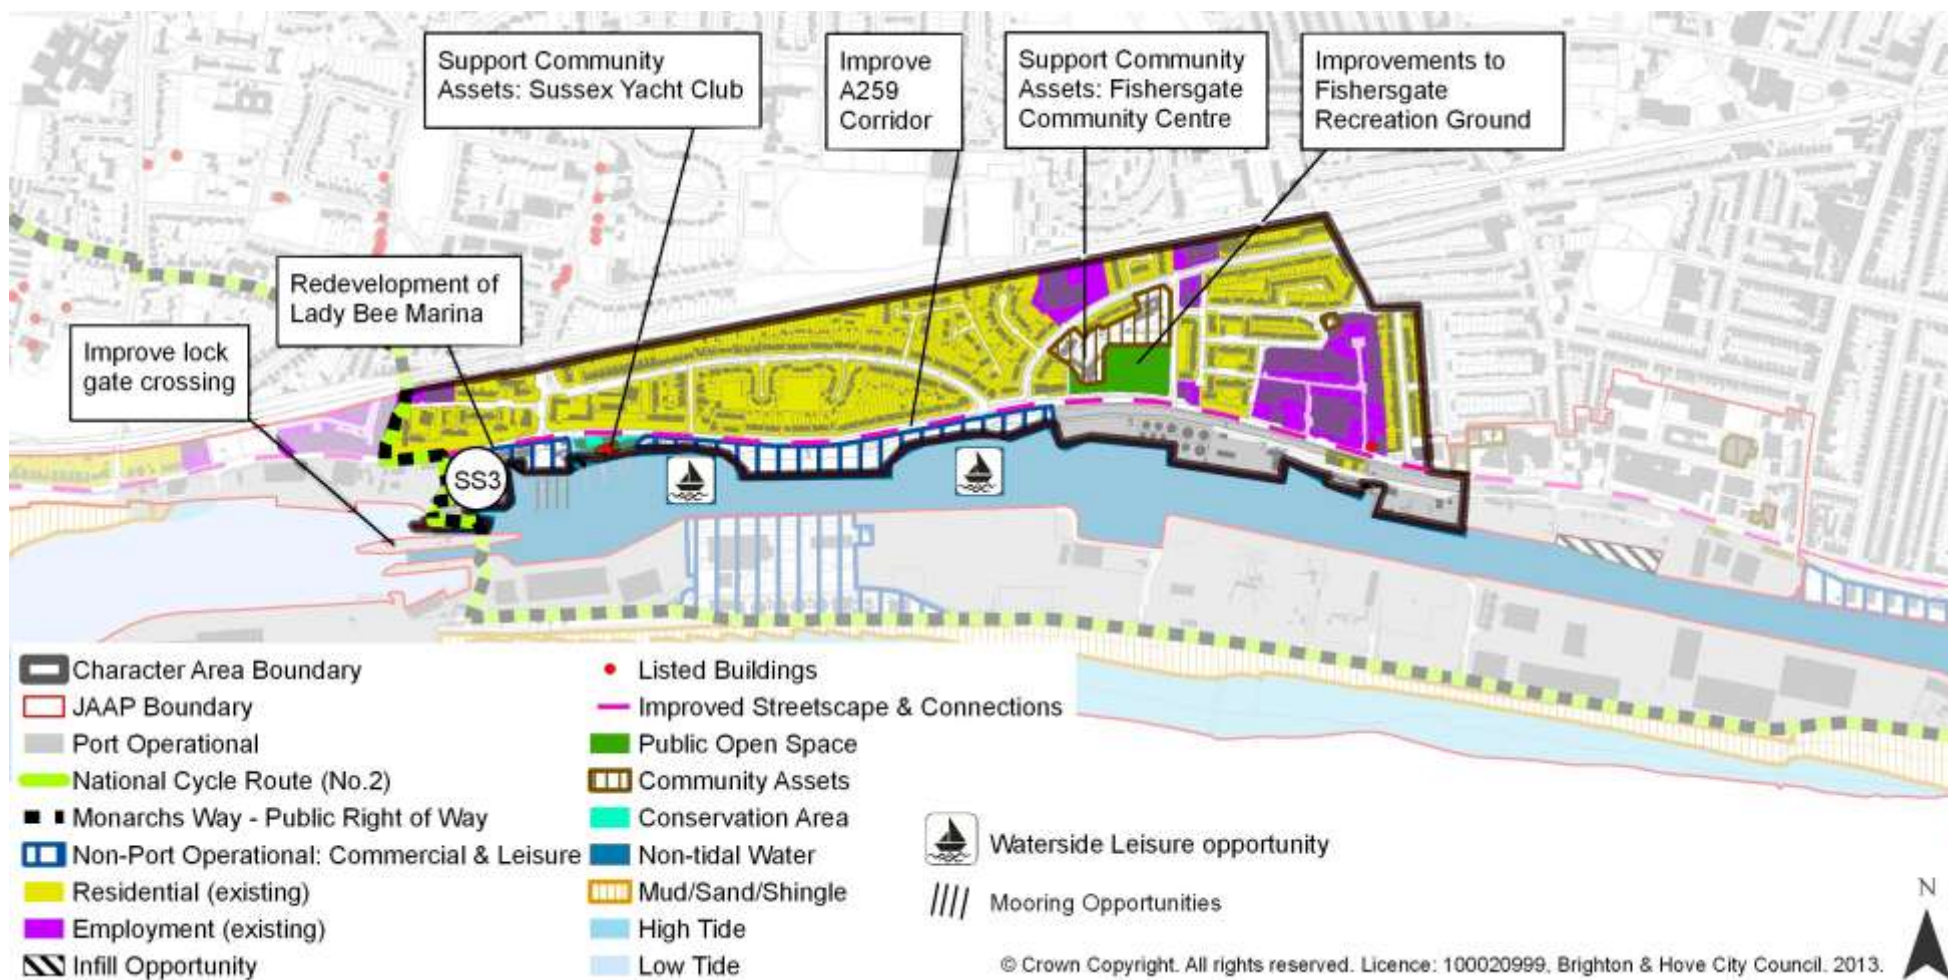 Support Community
Assets: Sussex Yacht Club
Improve
A259
Corridor
Support Community
Assets: Fishersgate
Community Centre
Improvements to
Fishersgate
Recreation Ground
Redevelopment of
Lady Bee Marina
Improve lock
gate crossing
SS3
Character Area Boundary
JAAP Boundary
Port Operational
National Cycle Route (No.2)
Monarchs Way - Public Right of Way
Non-Port Operational: Commercial & Leisure
Residential (existing)
Employment (existing)
Infill Opportunity
Listed Buildings
Improved Streetscape & Connections
Public Open Space
Community Assets
Conservation Area
Non-tidal Water
Mud/Sand/Shingle
High Tide
Low Tide
Waterside Leisure opportunity
Mooring Opportunities
N
© Crown Copyright. All rights reserved. Licence: 100020999, Brighton & Hove City Council. 2013.